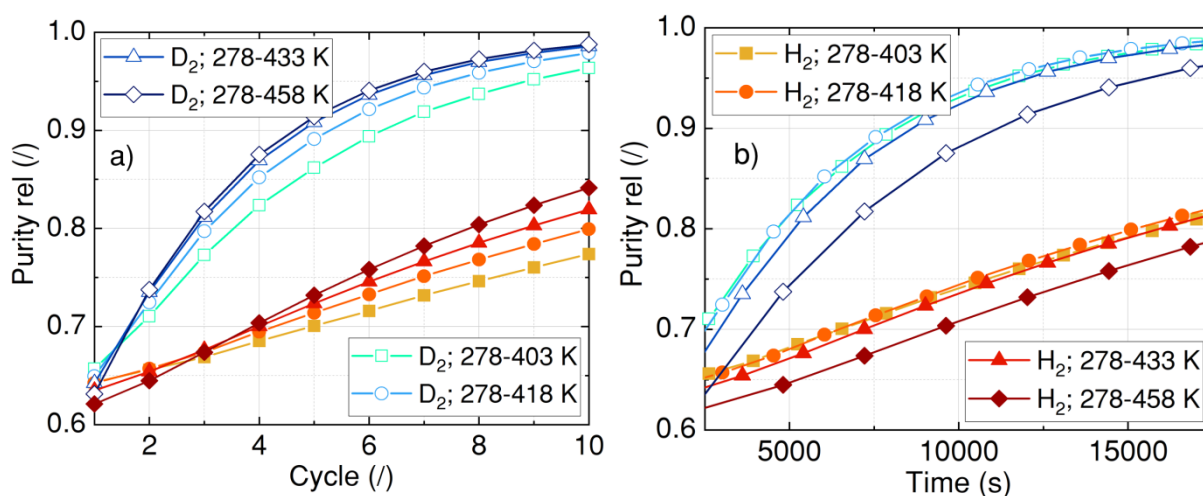 1.0
0.9
0.8
0.7
0.6
Purity rel (/)
D₂; 278-433 K
D₂; 278-458 K
a)
D₂; 278-403 K
D₂; 278-418 K
2
4
6
8
10
Cycle (/)
1.0
0.9
0.8
0.7
0.6
Purity rel (/)
H₂; 278-403 K
H₂; 278-418 K
b)
H₂; 278-433 K
H₂; 278-458 K
5000
10000
15000
Time (s)